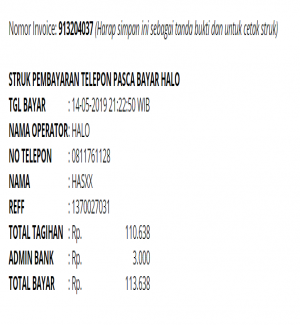 Nomor Invoice: 913204037 (Harap simpan ini sebagai tanda bukti dan untuk cetak struk)
STRUK PEMBAYARAN TELEPON PASCA BAYAR HALO
TGL BAYAR : 14-05-2019 21:22:50 WIB
NAMA OPERATOR: HALO
NO TELEPON : 0811761128
NAMA : HASXX
REFF : 1370027031
TOTAL TAGIHAN : Rp. 110.638
ADMIN BANK : Rp. 3.000
TOTAL BAYAR : Rp. 113.638